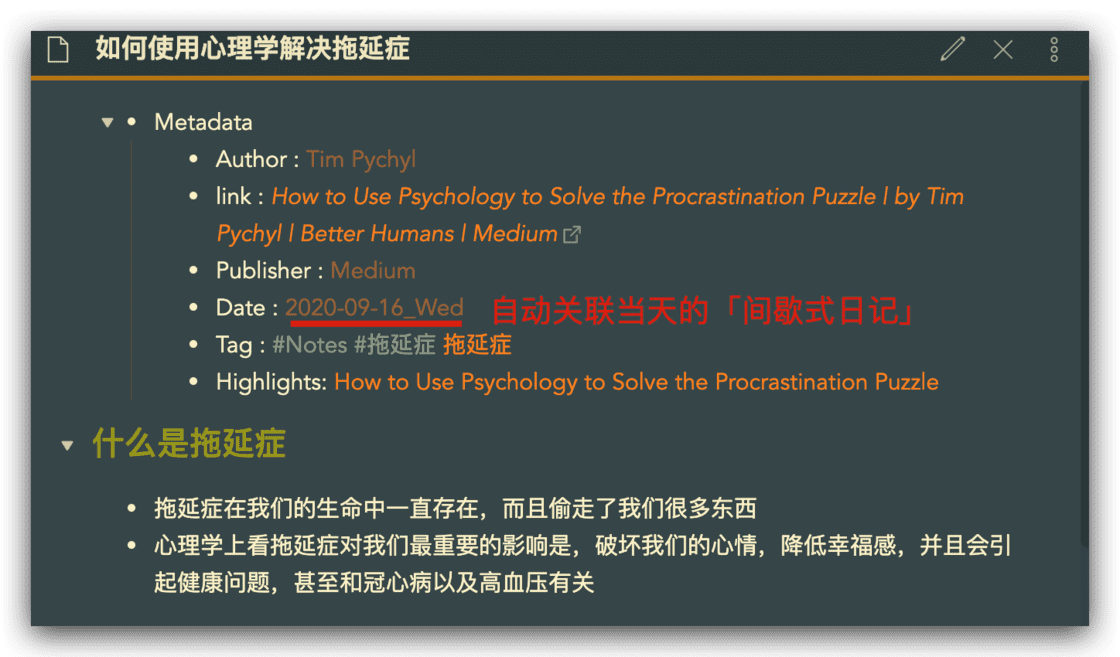 如何使用心理学解决拖延症
Metadata
Author : Tim Pychyl
link : How to Use Psychology to Solve the Procrastination Puzzle | by Tim
Pychyl | Better Humans | Medium
Publisher : Medium
Date : 2020-09-16_Wed 自动关联当天的「间歇式日记」
Tag : #Notes #拖延症 拖延症
Highlights: How to Use Psychology to Solve the Procrastination Puzzle
什么是拖延症
拖延症在我们的生命中一直存在，而且偷走了我们很多东西
心理学上看拖延症对我们最重要的影响是，破坏我们的心情，降低幸福感，并且会引
起健康问题，甚至和冠心病以及高血压有关